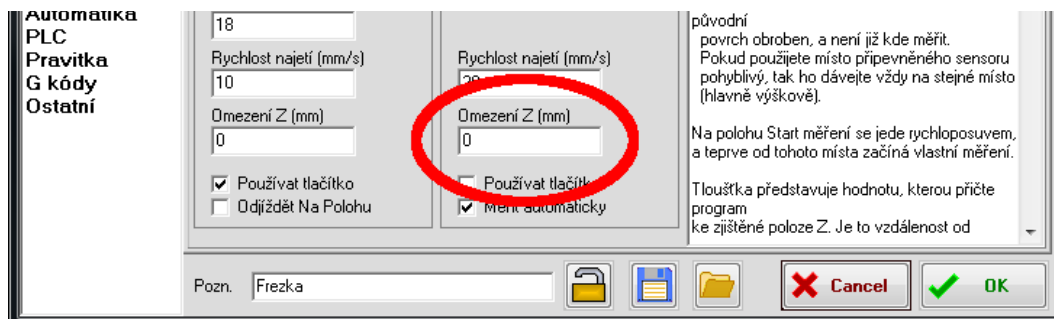 Automatika
PLC
Pravitka
G kódy
Ostatní
18
Rychlost najetí (mm/s)
10
Omezení Z (mm)
0
Používat tlačítko
Odjíždět Na Polohu
Rychlost najetí (mm/s)
20
Omezení Z (mm)
0
Používat tlačítko
Měřit automaticky
původní
povrch obroben, a není již kde měřit.
Pokud použijete místo připevněného sensoru
pohyblivý, tak ho dávejte vždy na stejné místo
(hlavně výškově).
Na polohu Start měření se jede rychloposuvem,
a teprve od tohoto místa začíná vlastní měření.
Tloušťka představuje hodnotu, kterou přičte
program
ke zjištěné poloze Z. Je to vzdálenost od
Pozn.
Frezka
Cancel
OK